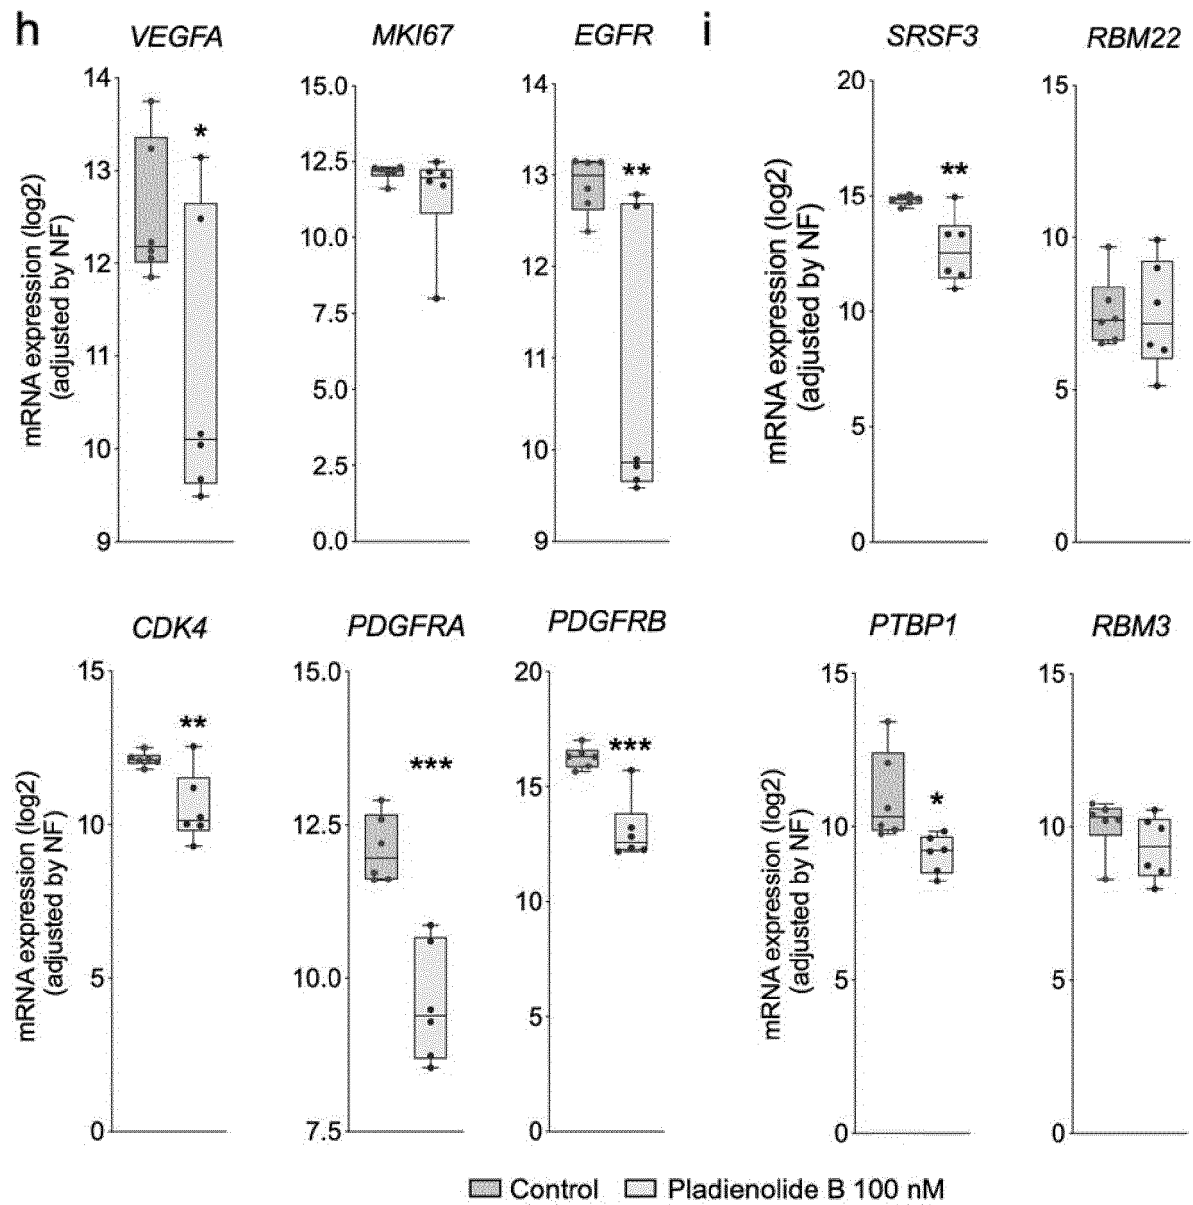 h
VEGFA
MKI67
EGFR
i
SRSF3
RBM22
mRNA expression (log2)
(adjusted by NF)
14
13
12
11
10
9
*
15.0
12.5
10.0
7.5
5.0
2.5
0.0
14
13
12
11
10
9
**
mRNA expression (log2)
(adjusted by NF)
20
15
10
5
0
**
15
10
5
0
CDK4
PDGFRA
PDGFRB
PTBP1
RBM3
mRNA expression (log2)
(adjusted by NF)
15
10
5
0
**
15.0
12.5
10.0
7.5
***
20
15
10
5
0
***
mRNA expression (log2)
(adjusted by NF)
15
10
5
0
*
15
10
5
0
Control
Pladienolide B 100 nM